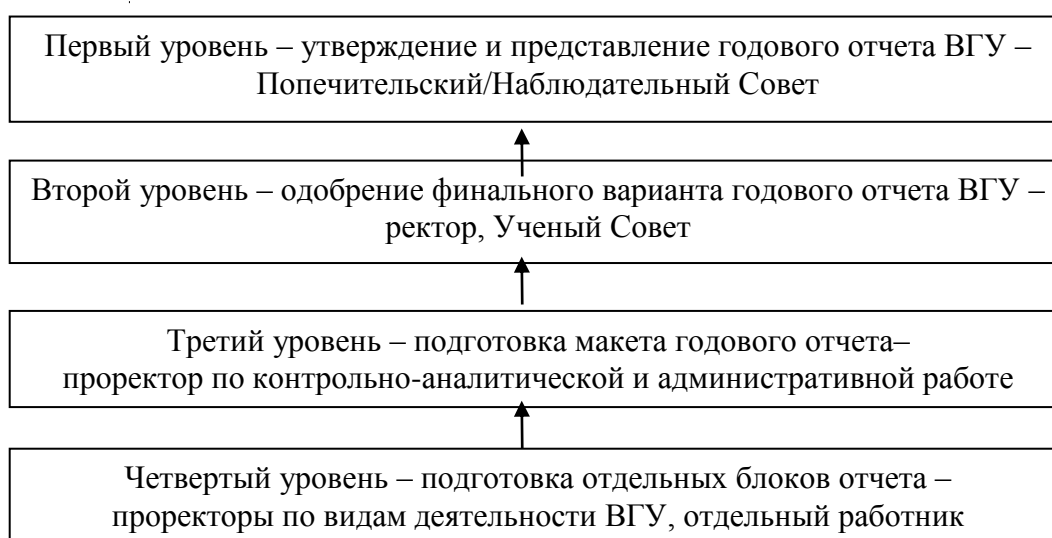 Первый уровень – утверждение и представление годового отчета ВГУ –
Попечительский/Наблюдательный Совет
Второй уровень – одобрение финального варианта годового отчета ВГУ –
ректор, Ученый Совет
Третий уровень – подготовка макета годового отчета–
проректор по контрольно-аналитической и административной работе
Четвертый уровень – подготовка отдельных блоков отчета –
проректоры по видам деятельности ВГУ, отдельный работник